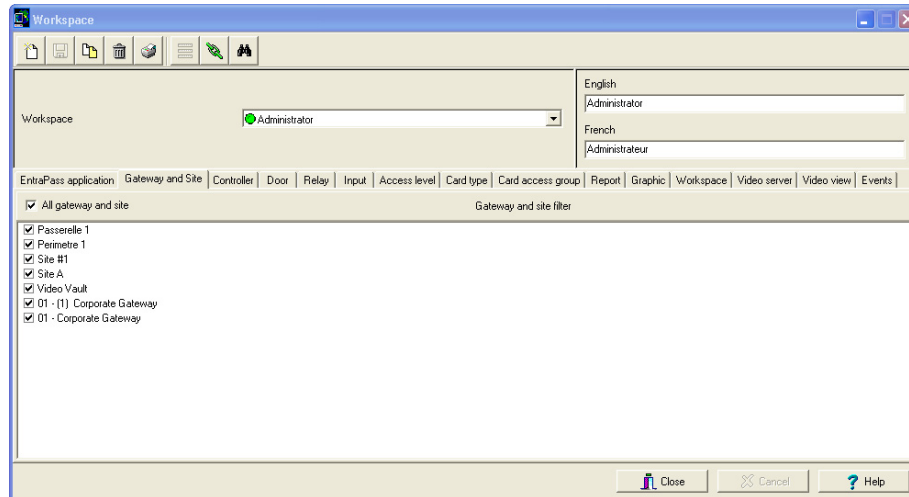 Workspace
English
Administrator
Workspace
Administrator
French
Administrateur
EntraPass application Gateway and Site Controller Door Relay Input Access level Card type Card access group Report Graphic Workspace Video server Video view Events
All gateway and site Gateway and site filter
Passerelle 1
Perimetre 1
Site #1
Site A
Video Vault
01 - (1) Corporate Gateway
01 - Corporate Gateway
Close Cancel ? Help